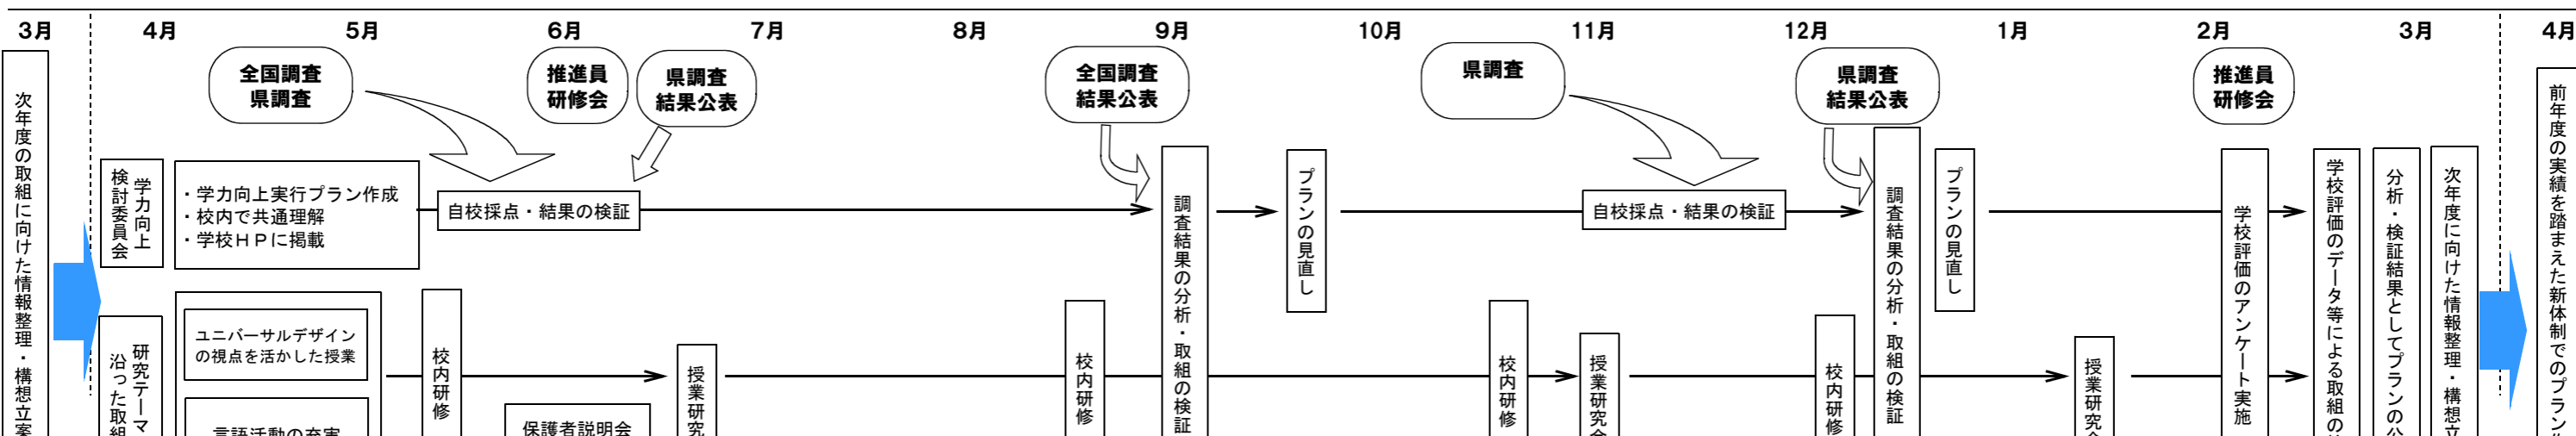 3月
4月
5月
6月
7月
8月
9月
10月
11月
12月
1月
2月
3月
4月
全国調査
県調査
推進員
研修会
県調査
結果公表
全国調査
結果公表
県調査
県調査
結果公表
推進員
研修会
次年度の取組に向けた情報整理・構想立案
学力向上
検討委員会
・学力向上実行プラン作成
・校内で共通理解
・学校ＨＰに掲載
自校採点・結果の検証
調査結果の分析・取組の検証
プランの見直し
自校採点・結果の検証
調査結果の分析・取組の検証
プランの見直し
学校評価のアンケート実施
学校評価のデータ等による取組の
分析・検証結果としてプランの公
次年度に向けた情報整理・構想立
前年度の実績を踏まえた新体制でのプラン
研究テーマ
沿った取組
ユニバーサルデザイン
の視点を活かした授業
言語活動の充実
校内研修
保護者説明会
授業研究
校内研修
校内研修
授業研究会
校内研修
授業研究会